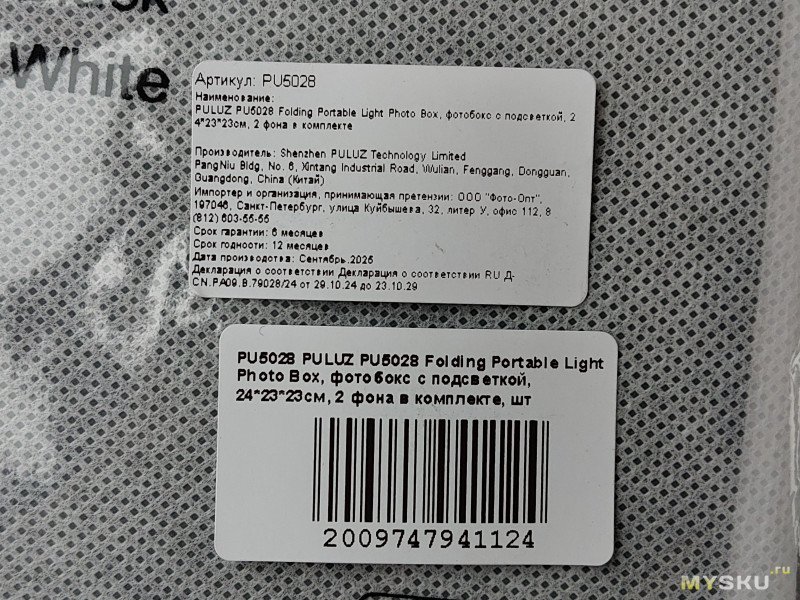 White
Артикул: PU5028
Наименование:
PULUZ PU5028 Folding Portable Light Photo Box, фотобокс с подсветкой, 2
4*23*23см, 2 фона в комплекте
Производитель: Shenzhen PULUZ Technology Limited
PangNiu Bldg, No. 6, Xintang Industrial Road, Wulian, Fenggang, Dongguan,
Guangdong, China (Китай)
Импортер и организация, принимающая претензии: ООО "Фото-Опт",
197046, Санкт-Петербург, улица Куйбышева, 32, литер У, офис 112, 8
(812) 603-55-55
Срок гарантии: 6 месяцев
Срок годности: 12 месяцев
Дата производства: Сентябрь.2025
Декларация о соответствии Декларация о соответствии RU Д-
CN.РА09.В.79028/24 от 29.10.24 до 23.10.29
PU5028 PULUZ PU5028 Folding Portable Light
Photo Box, фотобокс с подсветкой,
24*23*23см, 2 фона в комплекте, шт
2009747941124
MYSKU.ru